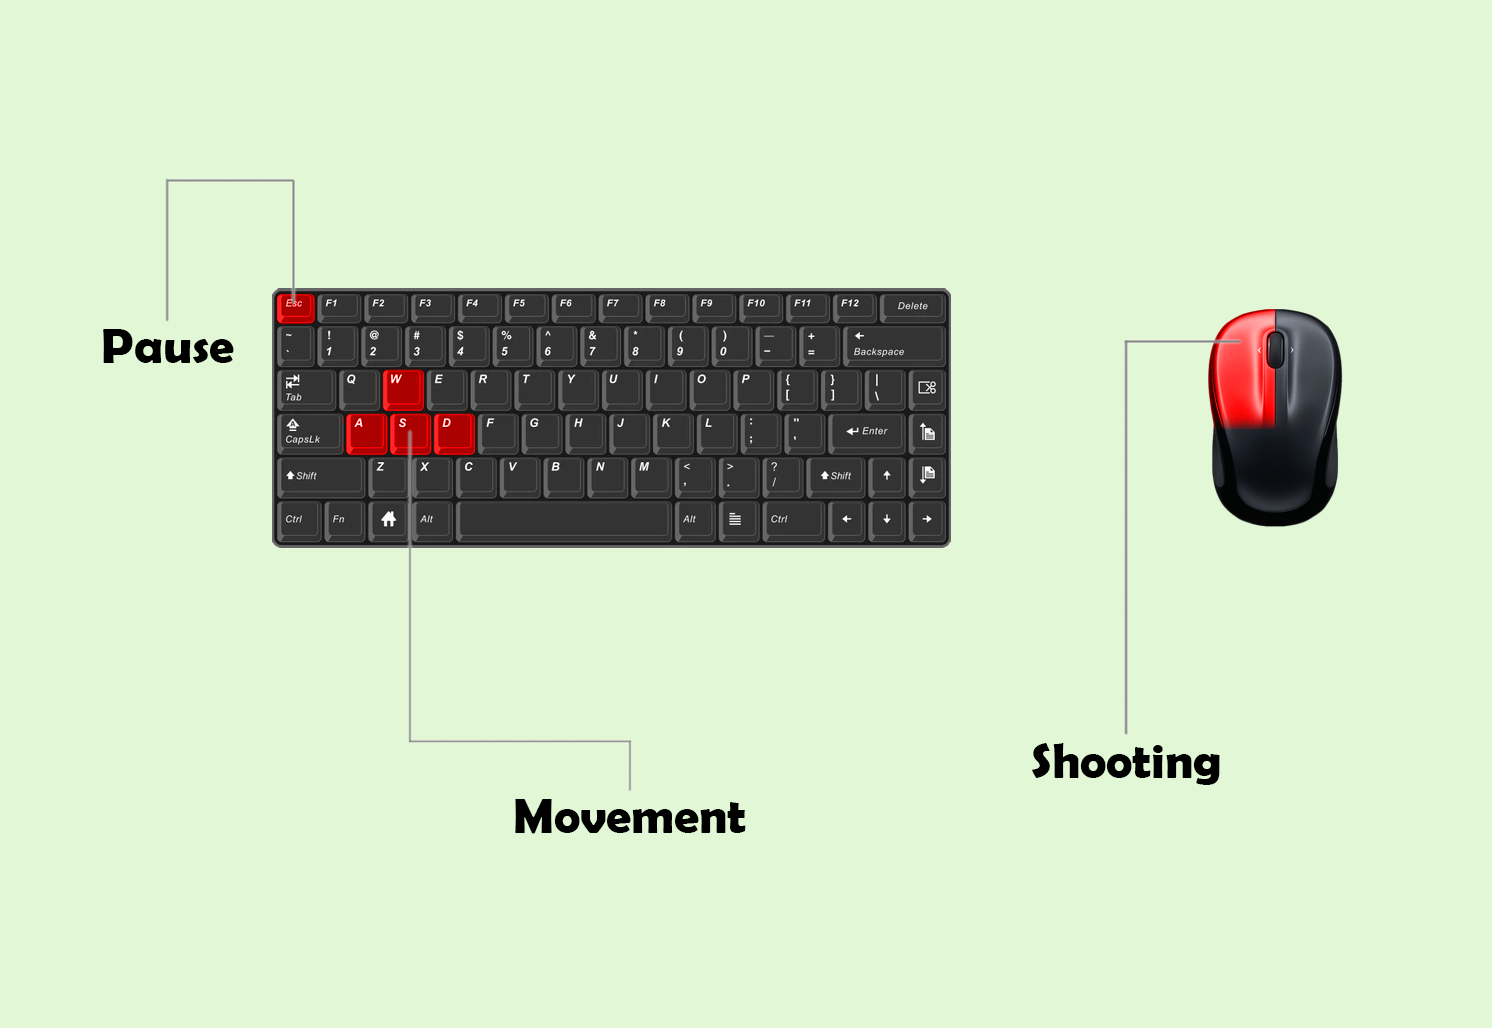 Esc F1 F2 F3 F4 F5 F6 F7 F8 F9 F10 F11 F12 Delete
~ ! @ # $ % ^ & * ( ) — + ←
` 1 2 3 4 5 6 7 8 9 0 - = Backspace
Pause
Tab Q W E R T Y U I O P { } |
[ ] \
CapsLk A S D F G H J K L : " Enter
; '
Shift Z X C V B N M < > ? Shift ↑
, . /
Ctrl Fn Alt Alt Ctrl ← ↓ →
Shooting
Movement